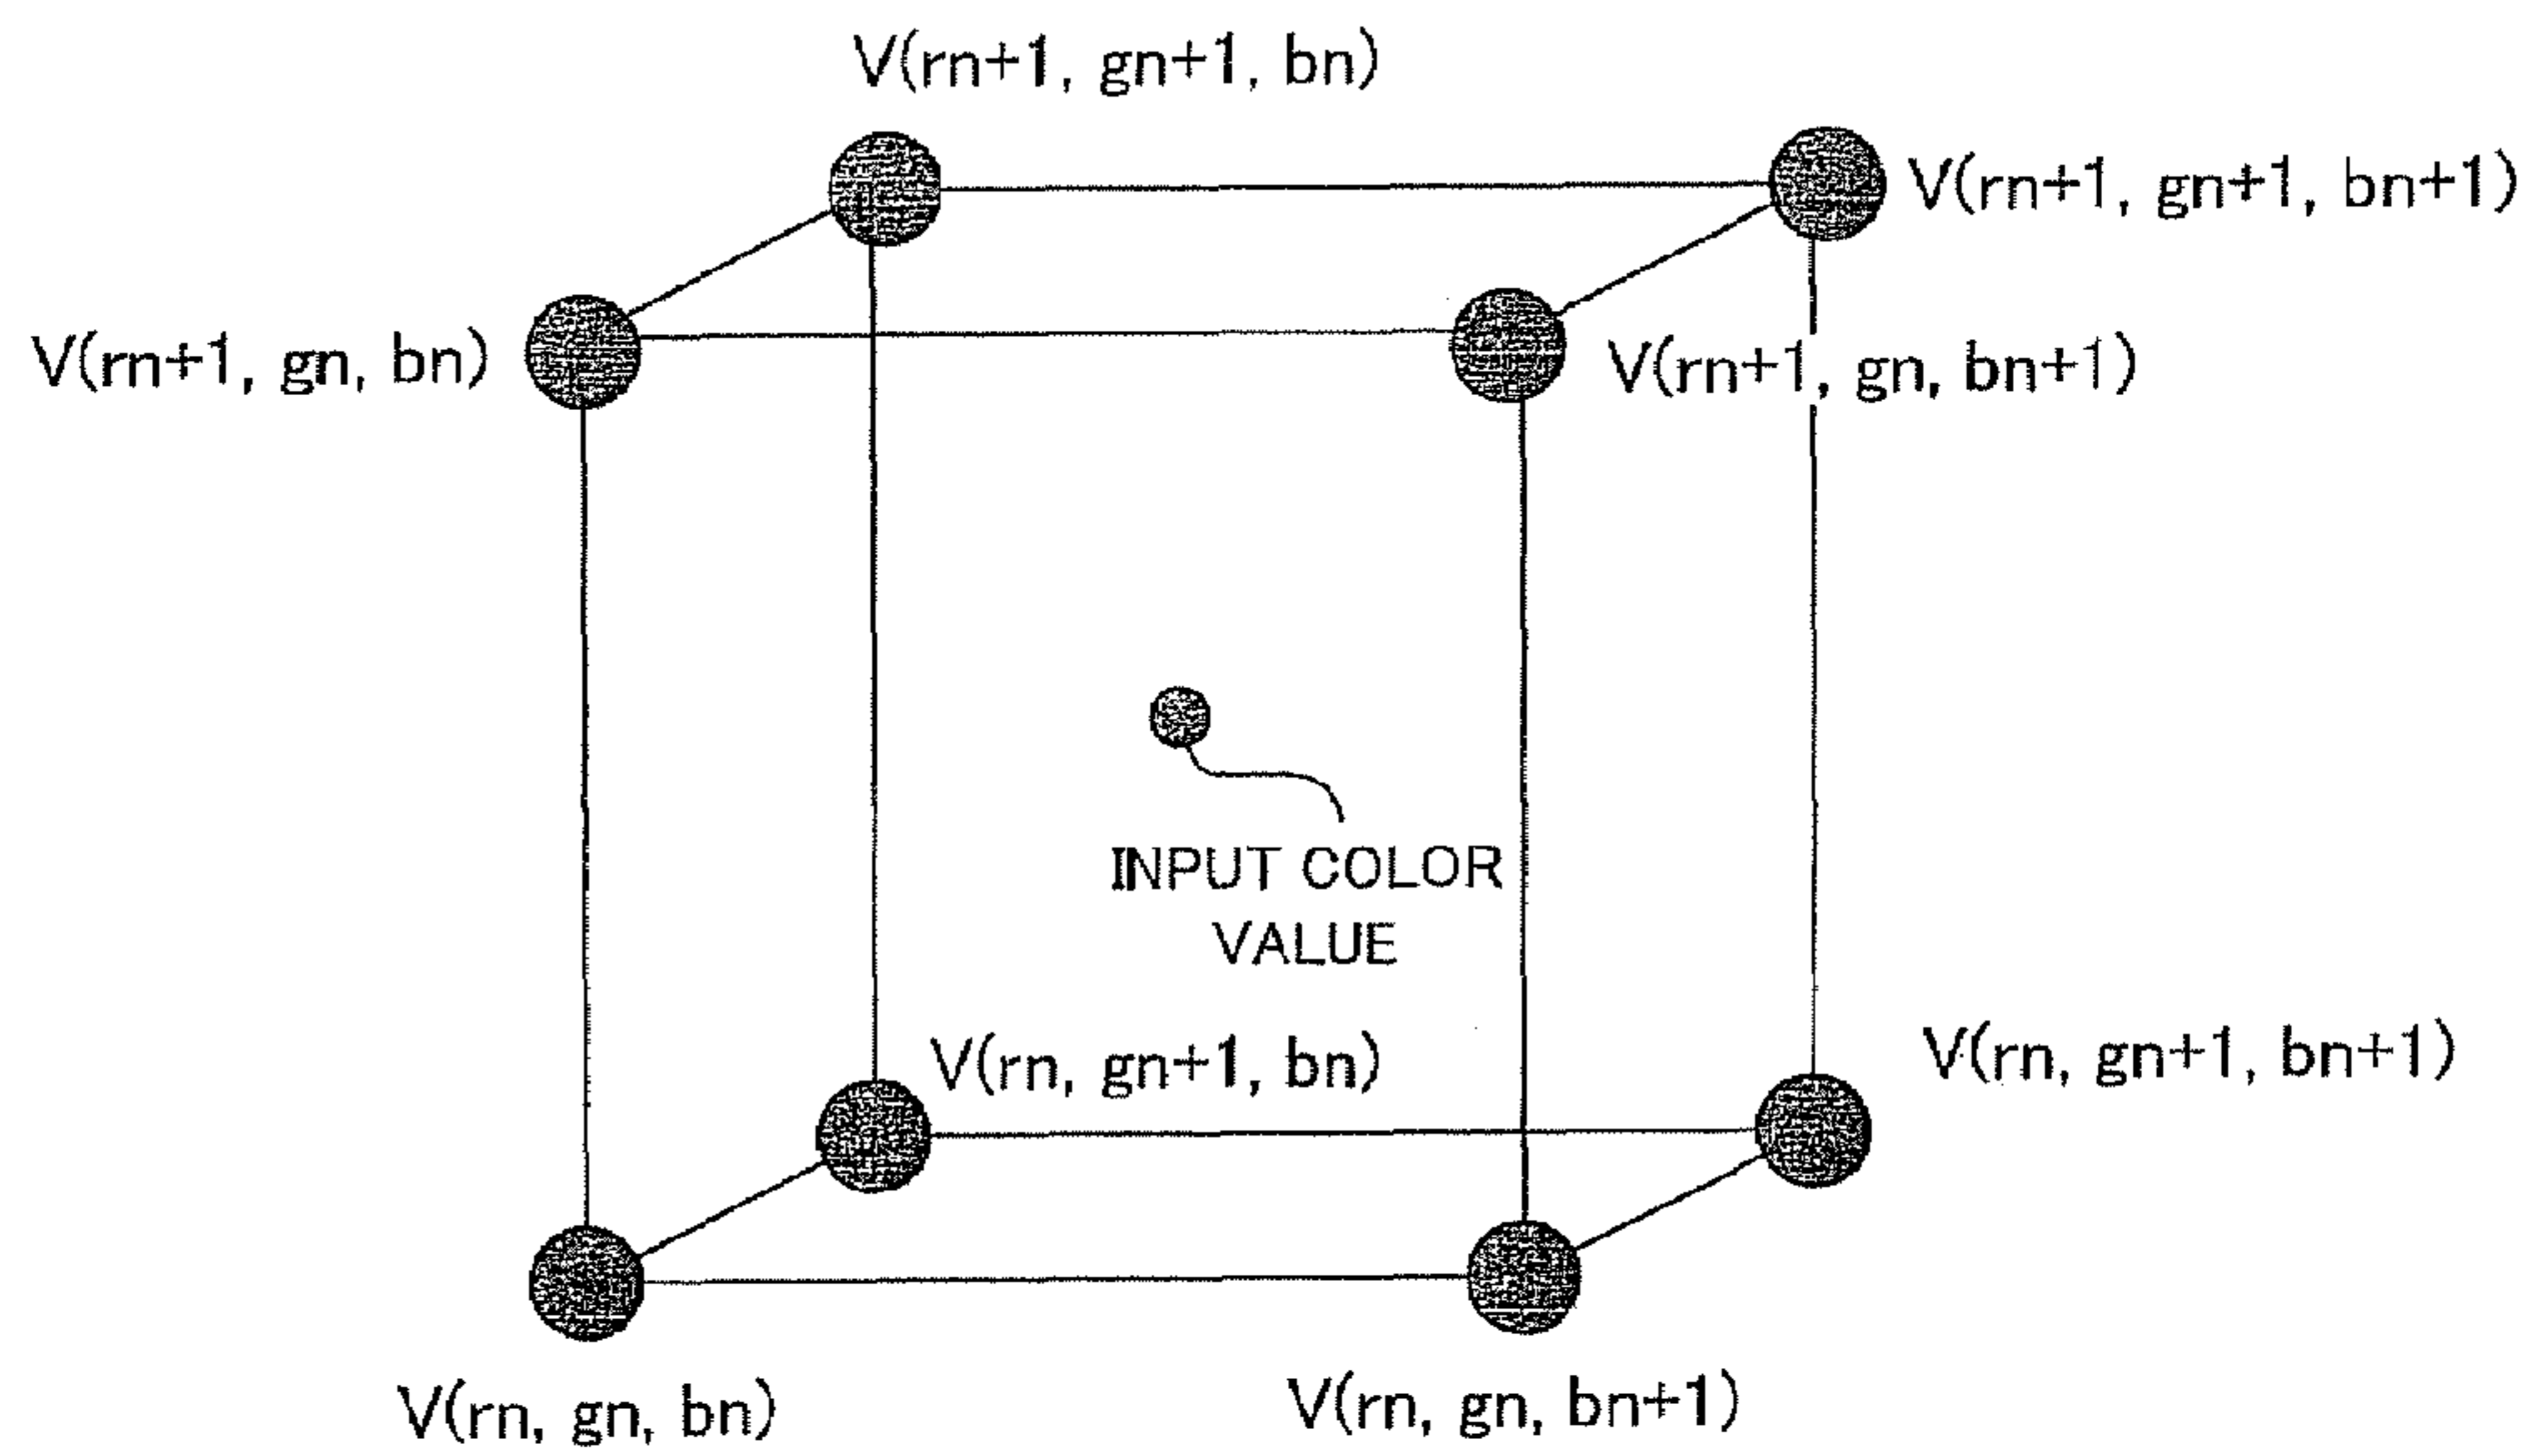 V(rn+1, gn+1, bn)
V(rn+1, gn+1, bn+1)
V(rn+1, gn, bn)
V(rn+1, gn, bn+1)
INPUT COLOR
VALUE
V(rn, gn+1, bn)
V(rn, gn+1, bn+1)
V(rn, gn, bn)
V(rn, gn, bn+1)